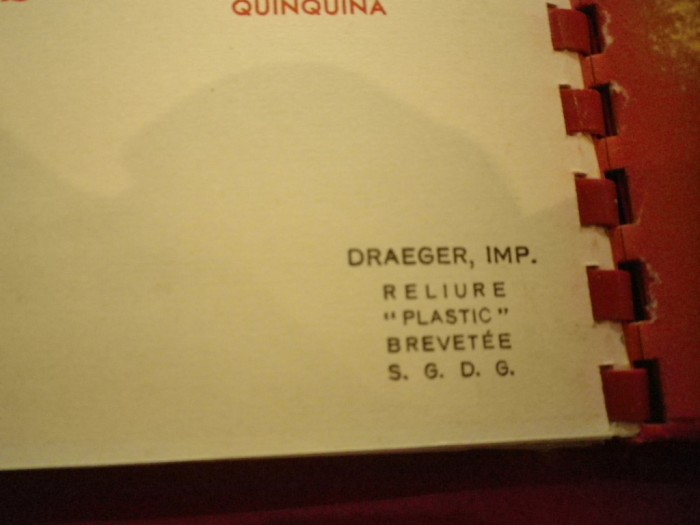 QUINQUINA
DRAEGER, IMP.
RELIURE
"PLASTIC"
BREVETÉE
S. G. D. G.